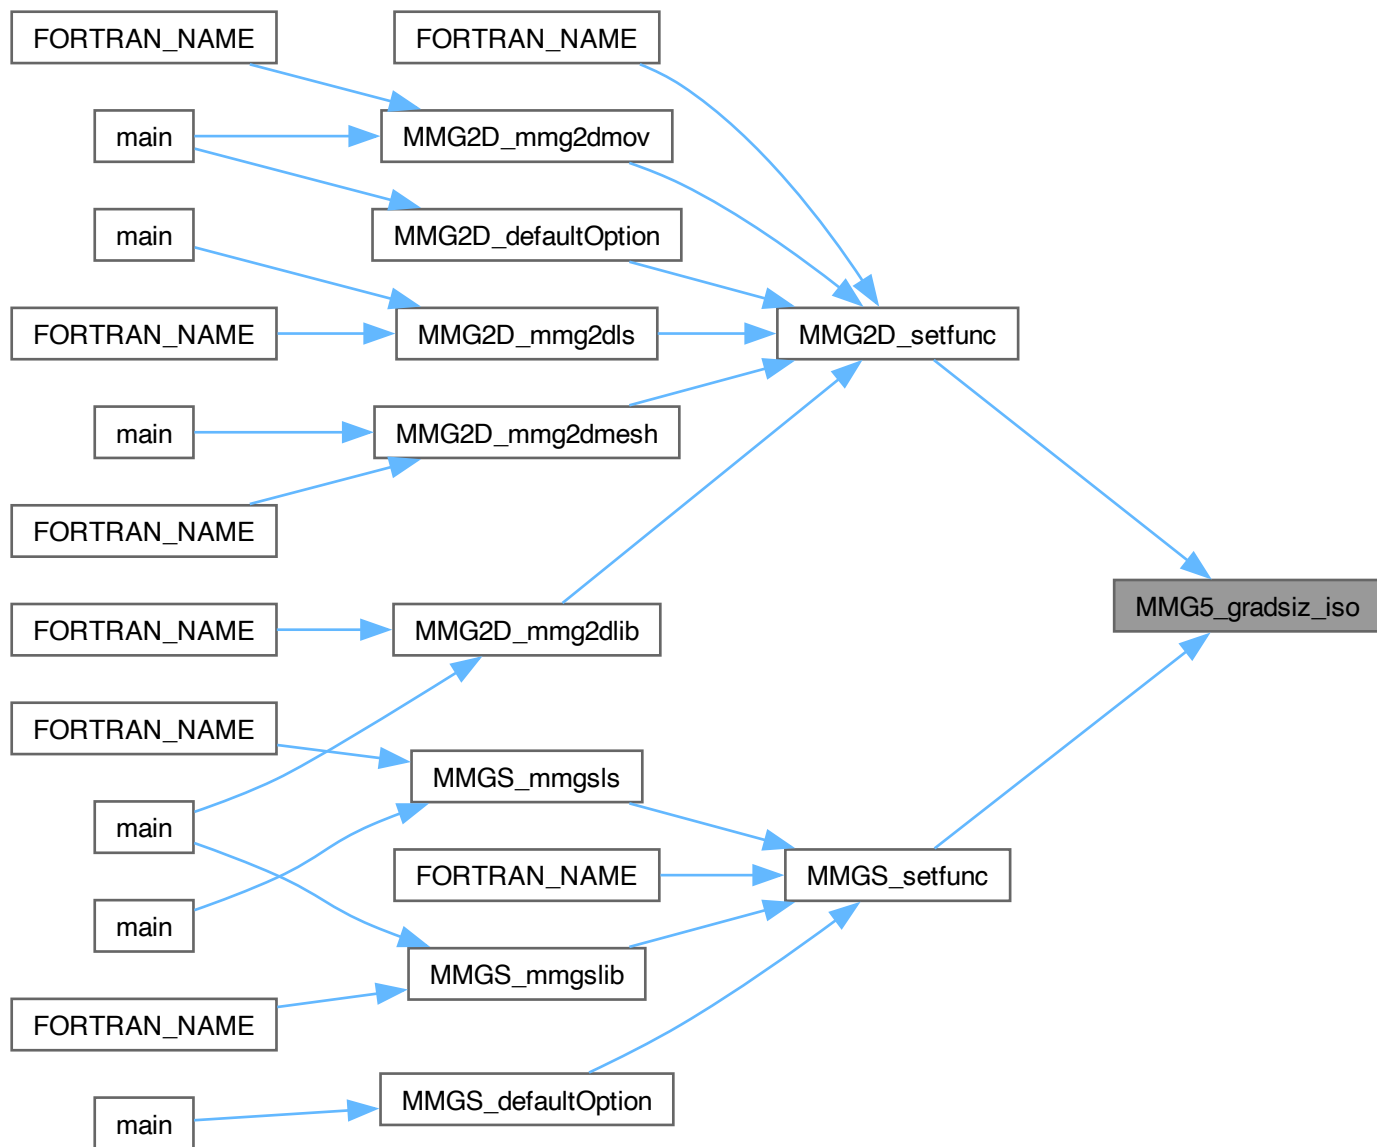 FORTRAN_NAME
FORTRAN_NAME
main
MMG2D_mmg2dmov
main
MMG2D_defaultOption
FORTRAN_NAME
MMG2D_mmg2dls
MMG2D_setfunc
main
MMG2D_mmg2dmesh
FORTRAN_NAME
MMG5_gradsiz_iso
FORTRAN_NAME
MMG2D_mmg2dlib
FORTRAN_NAME
MMGS_mmgsls
main
FORTRAN_NAME
MMGS_setfunc
main
MMGS_mmgslib
FORTRAN_NAME
MMGS_defaultOption
main